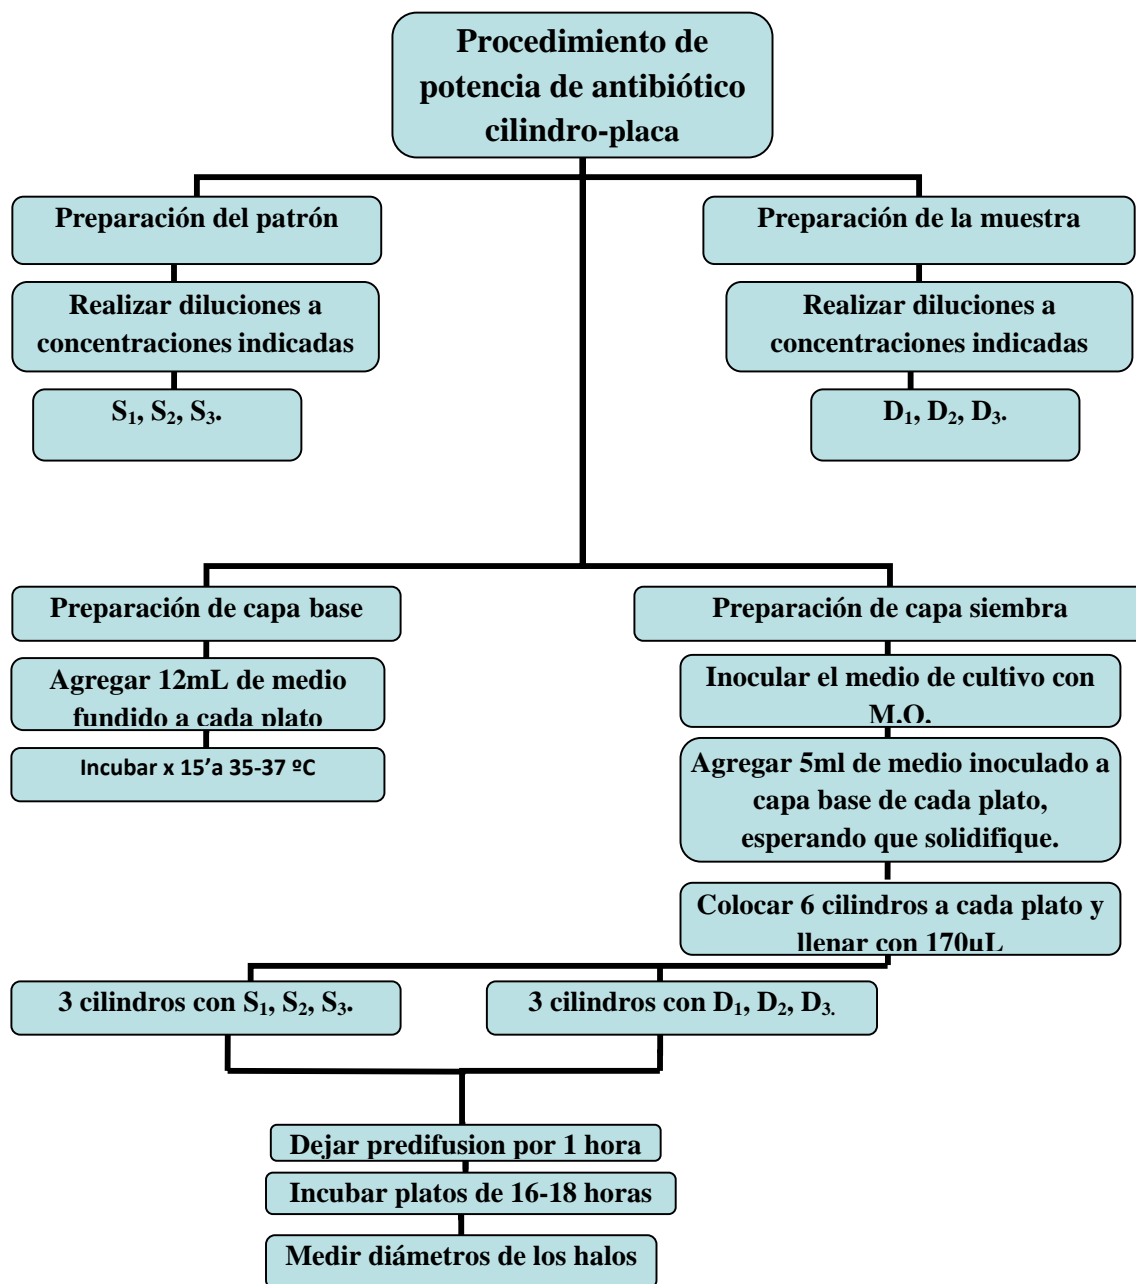 Procedimiento de
potencia de antibiótico
cilindro-placa
Preparación del patrón
Preparación de la muestra
Realizar diluciones a
concentraciones indicadas
Realizar diluciones a
concentraciones indicadas
S₁, S₂, S₃.
D₁, D₂, D₃.
Preparación de capa base
Preparación de capa siembra
Agregar 12mL de medio
fundido a cada plato
Inocular el medio de cultivo con
M.O.
Incubar x 15’a 35-37 ºC
Agregar 5ml de medio inoculado a
capa base de cada plato,
esperando que solidifique.
Colocar 6 cilindros a cada plato y
llenar con 170µL
3 cilindros con S₁, S₂, S₃.
3 cilindros con D₁, D₂, D₃.
Dejar predifusion por 1 hora
Incubar platos de 16-18 horas
Medir diámetros de los halos